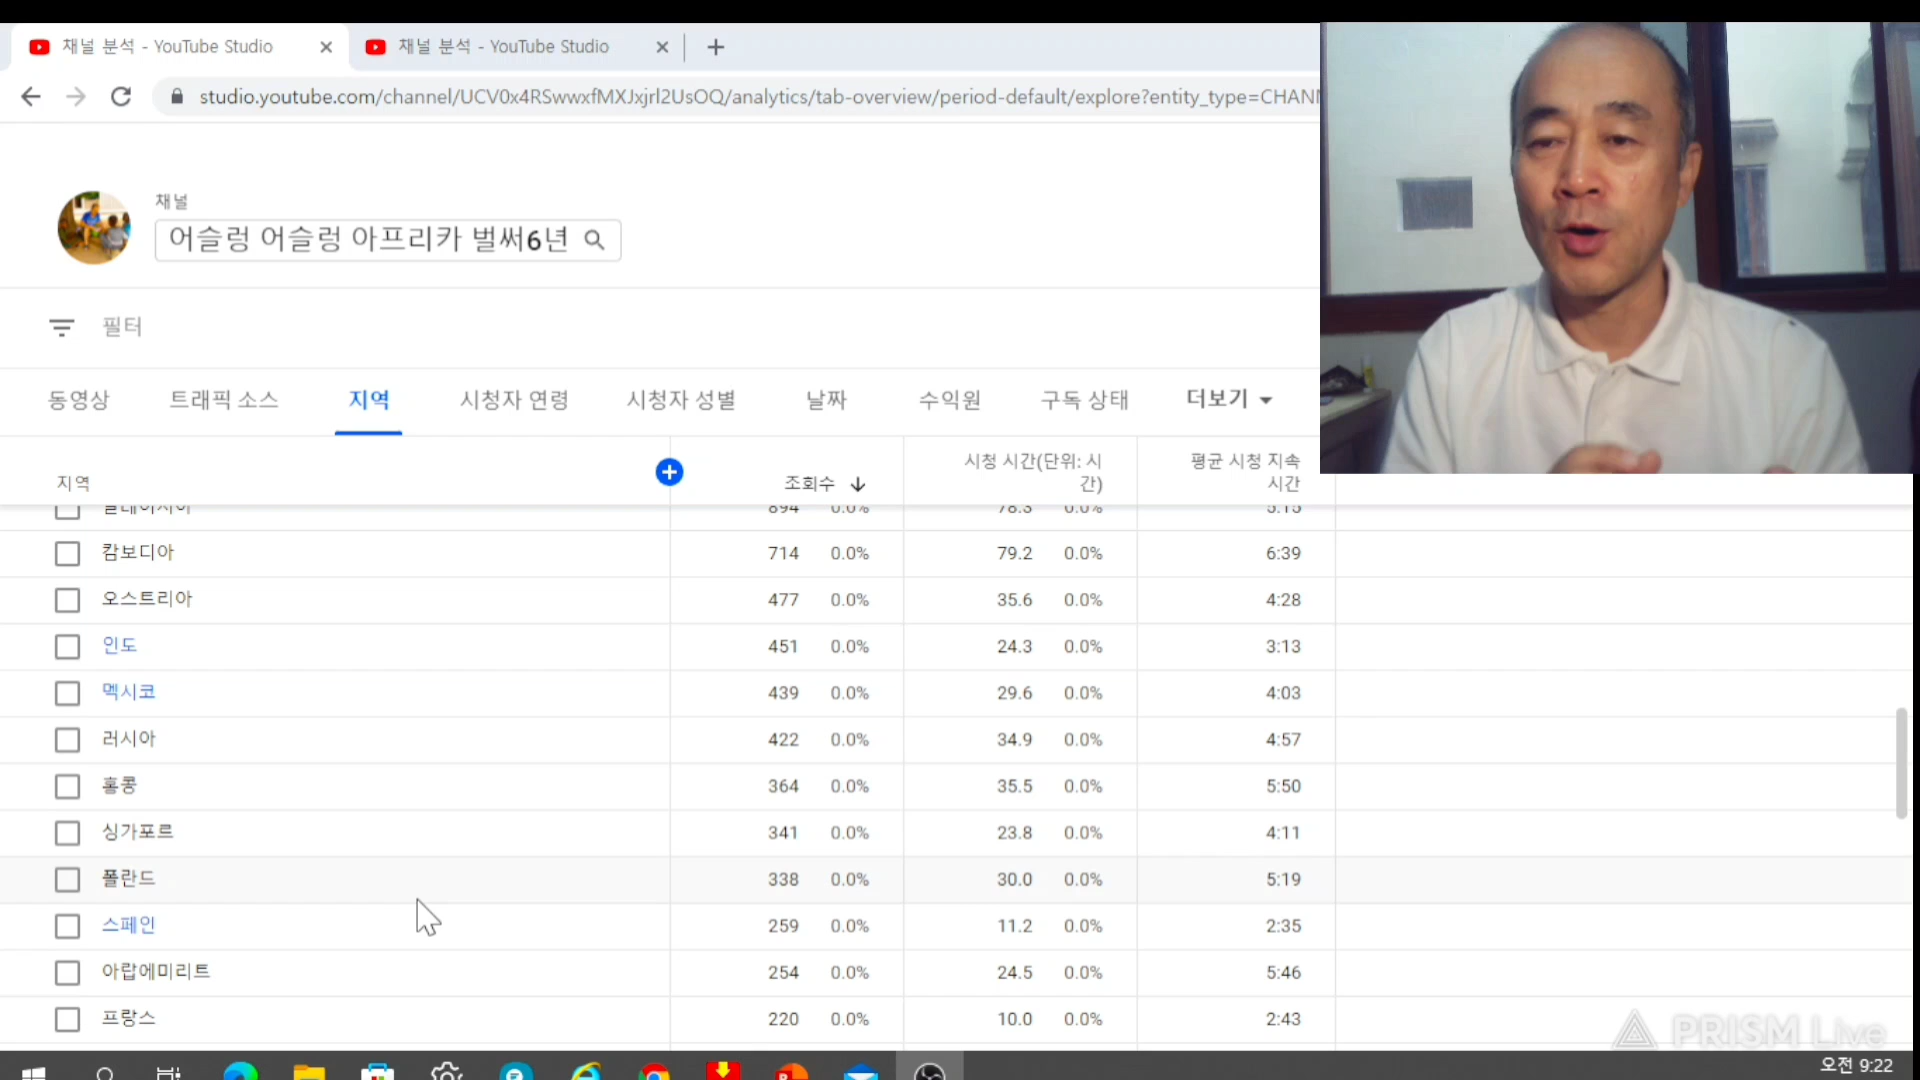 채널 분석 - YouTube Studio
채널 분석 - YouTube Studio
studio.youtube.com/channel/UCV0x4RSwwxfMXJxjrl2UsOQ/analytics/tab-overview/period-default/explore?entity_type=CHAN
채널
어슬렁 어슬렁 아프리카 벌써6년
필터
동영상 트래픽 소스 지역 시청자 연령 시청자 성별 날짜 수익원 구독 상태 더보기
지역 조회수 시청 시간(단위: 시간) 평균 시청 지속 시간
894 0.0% 78.3 0.0% 5:15
캄보디아 714 0.0% 79.2 0.0% 6:39
오스트리아 477 0.0% 35.6 0.0% 4:28
인도 451 0.0% 24.3 0.0% 3:13
멕시코 439 0.0% 29.6 0.0% 4:03
러시아 422 0.0% 34.9 0.0% 4:57
홍콩 364 0.0% 35.5 0.0% 5:50
싱가포르 341 0.0% 23.8 0.0% 4:11
폴란드 338 0.0% 30.0 0.0% 5:19
스페인 259 0.0% 11.2 0.0% 2:35
아랍에미리트 254 0.0% 24.5 0.0% 5:46
프랑스 220 0.0% 10.0 0.0% 2:43
PRISM Live
오전 9:22